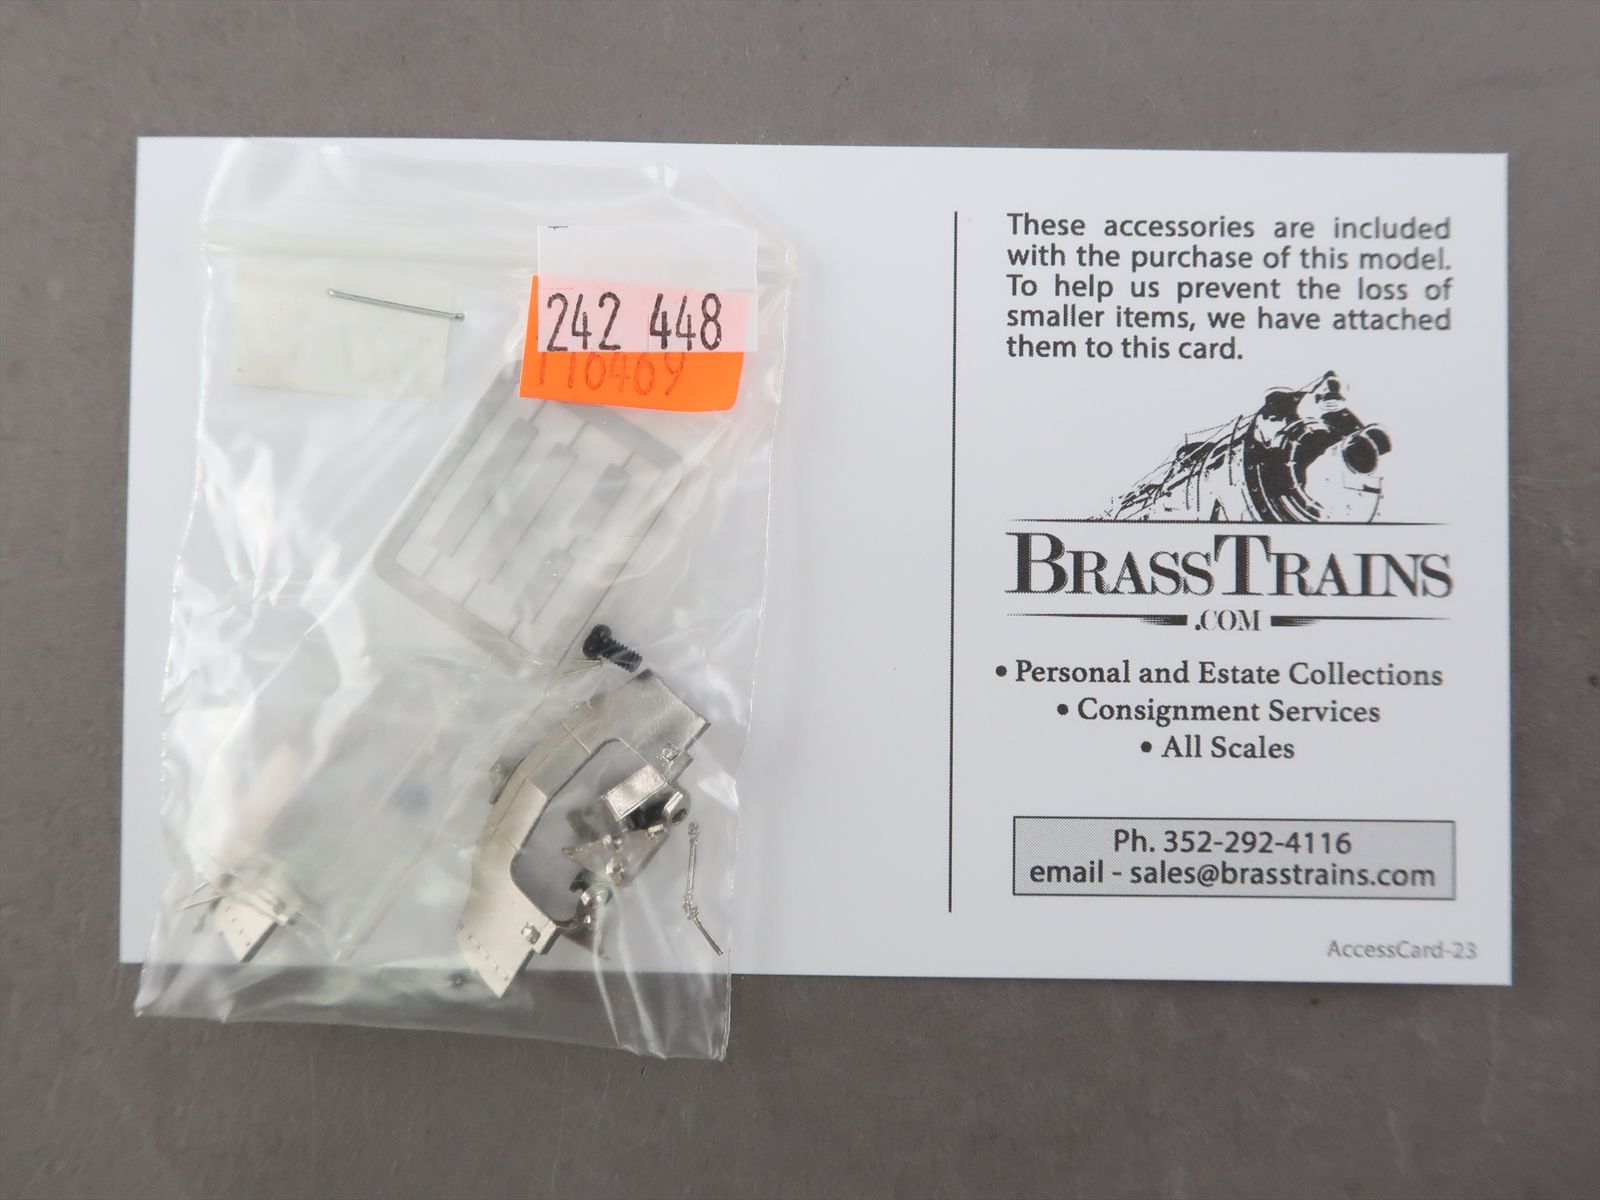 242 448
116469
These accessories are included
with the purchase of this model.
To help us prevent the loss of
smaller items, we have attached
them to this card.
BRASSTRAINS
.COM
• Personal and Estate Collections
• Consignment Services
• All Scales
Ph. 352-292-4116
email - sales@brasstrains.com
AccessCard-23